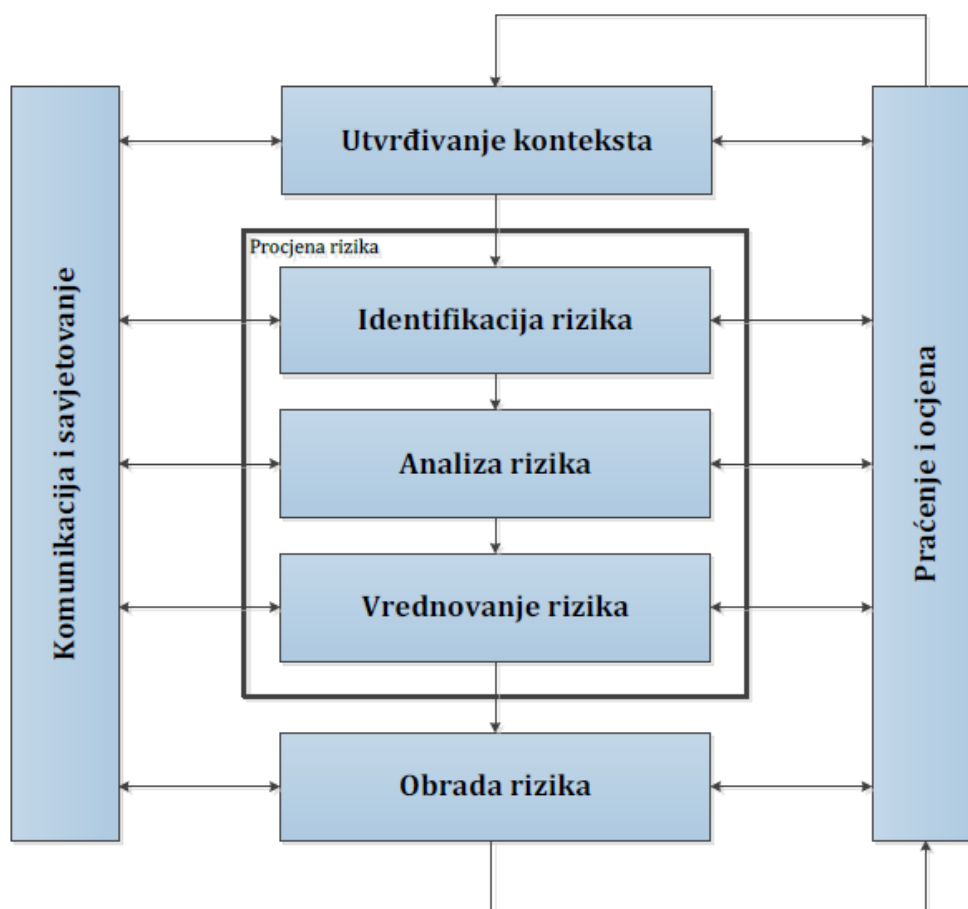 Utvrđivanje konteksta
Procjena rizika
Identifikacija rizika
Analiza rizika
Vrednovanje rizika
Obrada rizika
Komunikacija i savjetovanje
Praćenje i ocjena